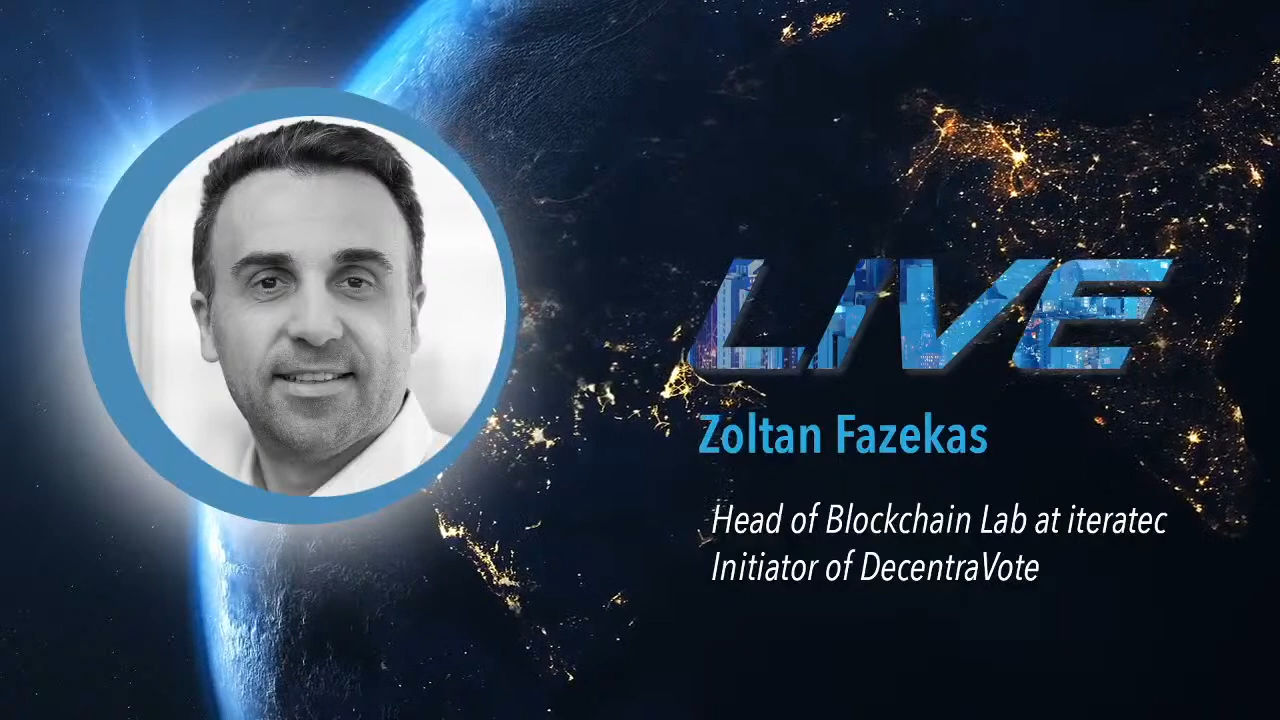 LIVE
Zoltan Fazekas
Head of Blockchain Lab at iteratec
Initiator of DecentraVote